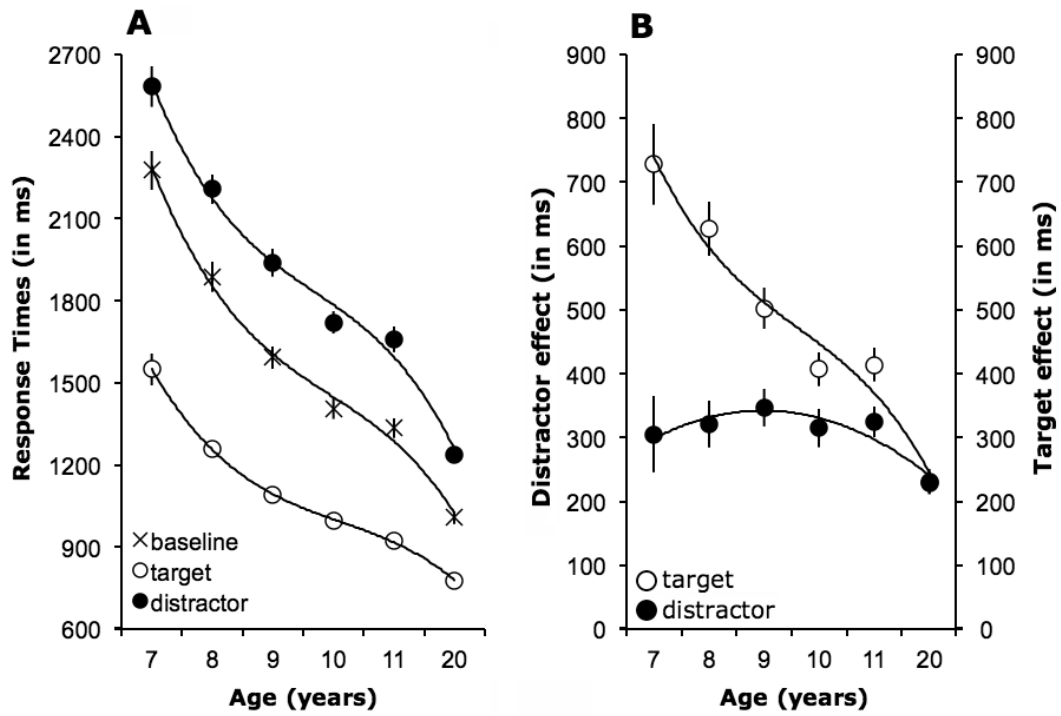 A
Response Times (in ms)
2700
2400
2100
1800
1500
1200
900
600
baseline
target
distractor
7 8 9 10 11 20
Age (years)
B
Distractor effect (in ms)
900
800
700
600
500
400
300
200
100
0
target
distractor
7 8 9 10 11 20
Age (years)
900
800
700
600
500
400
300
200
100
0
Target effect (in ms)